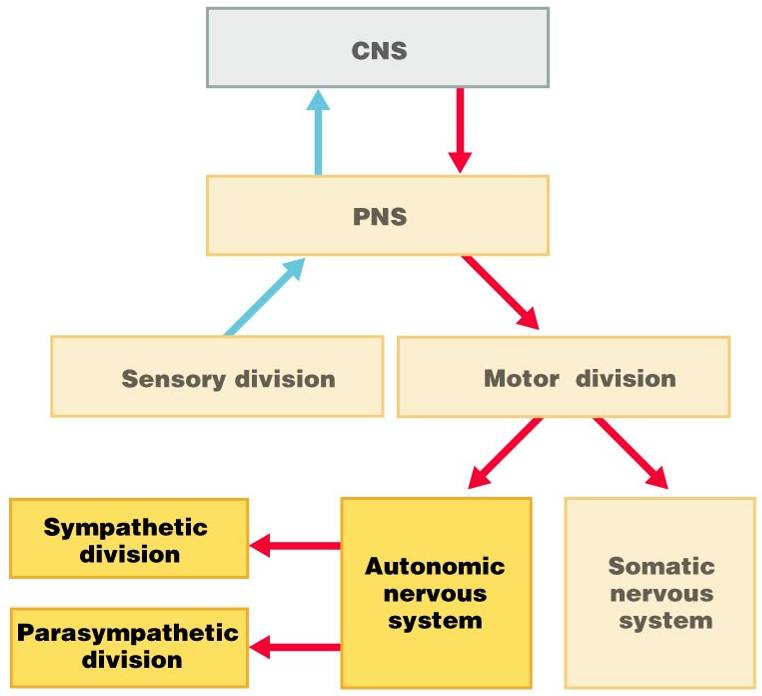 CNS
PNS
Sensory division
Motor division
Sympathetic
division
Parasympathetic
division
Autonomic
nervous
system
Somatic
nervous
system